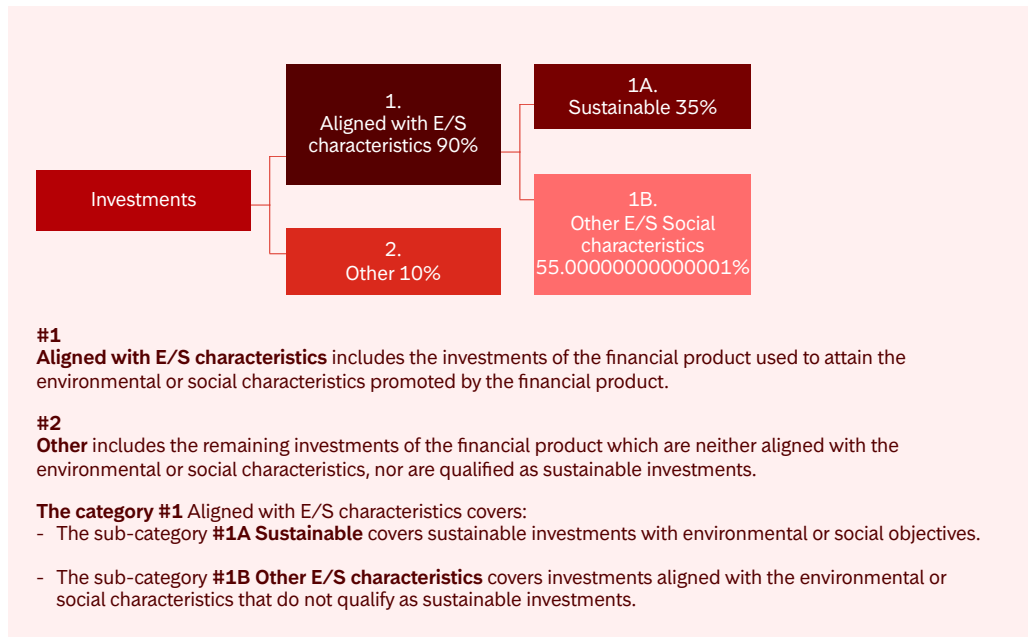 Investments
1.
Aligned with E/S
characteristics 90%
2.
Other 10%
1A.
Sustainable 35%
1B.
Other E/S Social
characteristics
55.00000000000001%
#1
Aligned with E/S characteristics includes the investments of the financial product used to attain the
environmental or social characteristics promoted by the financial product.
#2
Other includes the remaining investments of the financial product which are neither aligned with the
environmental or social characteristics, nor are qualified as sustainable investments.
The category #1 Aligned with E/S characteristics covers:
- The sub-category #1A Sustainable covers sustainable investments with environmental or social objectives.
- The sub-category #1B Other E/S characteristics covers investments aligned with the environmental or
social characteristics that do not qualify as sustainable investments.